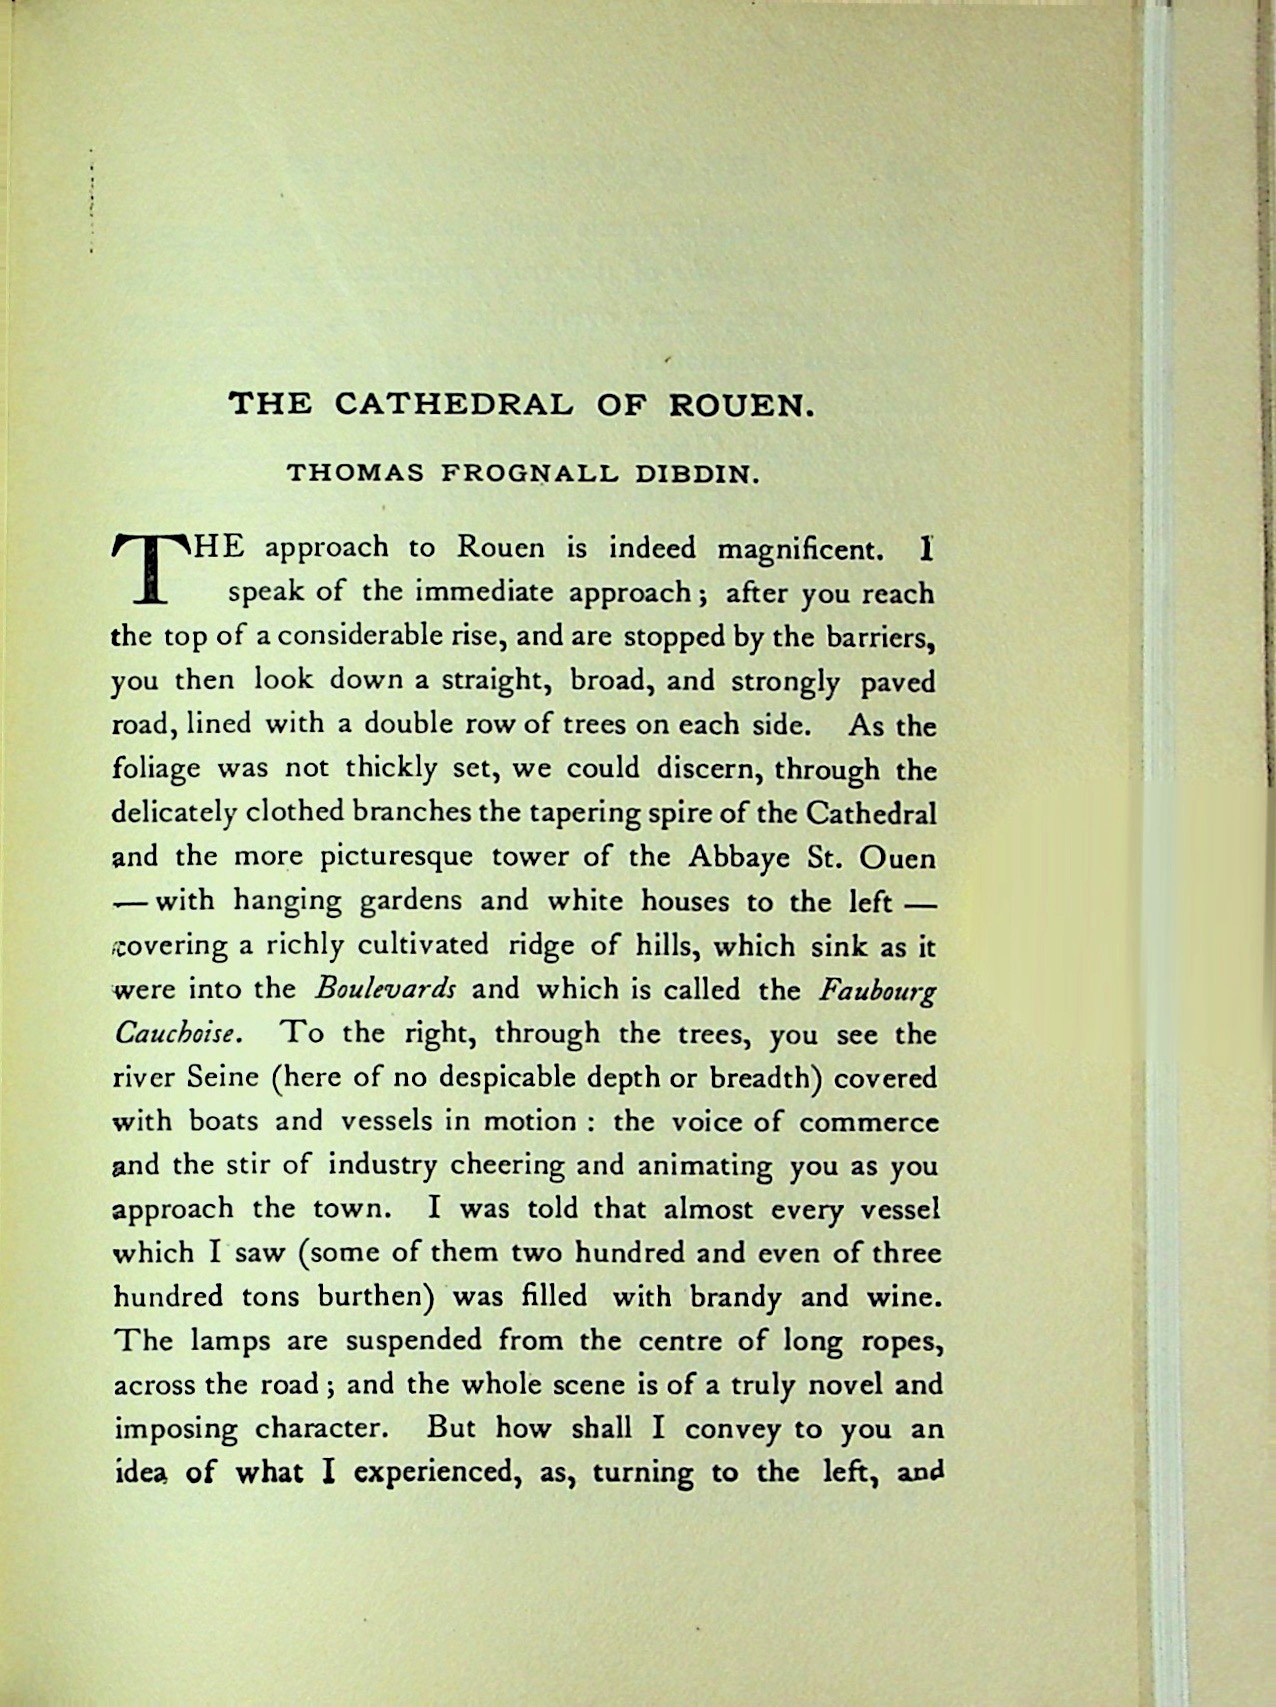 THE CATHEDRAL OF ROUEN.
THOMAS FROGNALL DIBDIN.
THE approach to Rouen is indeed magnificent. I
speak of the immediate approach; after you reach
the top of a considerable rise, and are stopped by the barriers,
you then look down a straight, broad, and strongly paved
road, lined with a double row of trees on each side. As the
foliage was not thickly set, we could discern, through the
delicately clothed branches the tapering spire of the Cathedral
and the more picturesque tower of the Abbaye St. Ouen
— with hanging gardens and white houses to the left —
covering a richly cultivated ridge of hills, which sink as it
were into the Boulevards and which is called the Faubourg
Cauchoise. To the right, through the trees, you see the
river Seine (here of no despicable depth or breadth) covered
with boats and vessels in motion : the voice of commerce
and the stir of industry cheering and animating you as you
approach the town. I was told that almost every vessel
which I saw (some of them two hundred and even of three
hundred tons burthen) was filled with brandy and wine.
The lamps are suspended from the centre of long ropes,
across the road; and the whole scene is of a truly novel and
imposing character. But how shall I convey to you an
idea of what I experienced, as, turning to the left, and